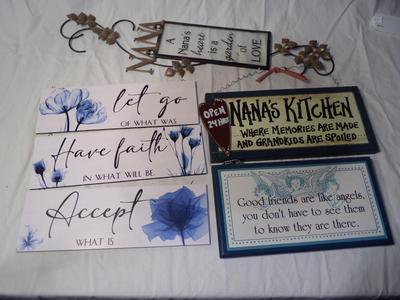 NANA
A
Nana's
heart
is a
garden
of
LOVE
let go
OF WHAT WAS
Have faith
IN WHAT WILL BE
Accept
WHAT IS
OPEN
24 HRS
NANA'S KITCHEN
WHERE MEMORIES ARE MADE
AND GRANDKIDS ARE SPOILED
Good friends are like angels,
you don't have to see them
to know they are there.